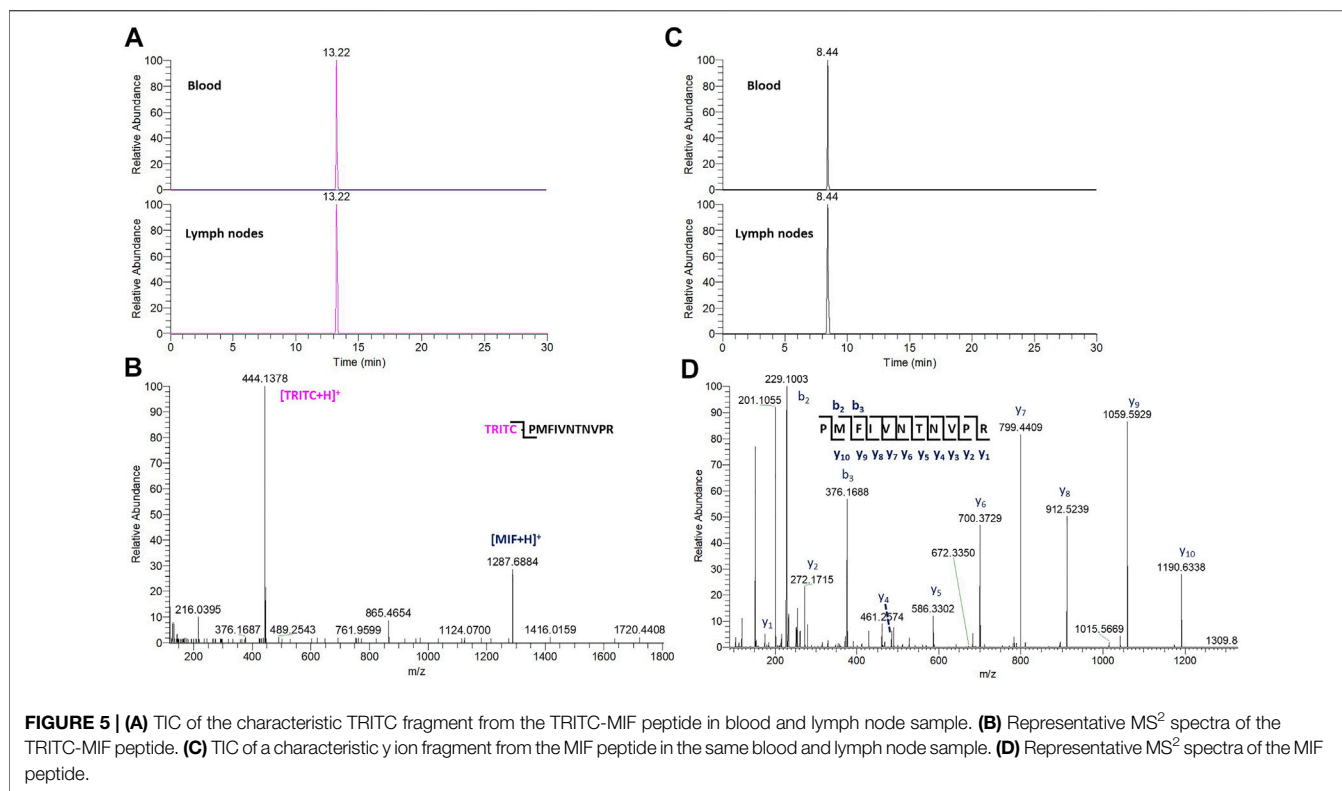 A
13.22
100
80
60
40
20
0
Relative Abundance
Blood
13.22
100
80
60
40
20
0
Relative Abundance
Lymph nodes
0 5 10 15 20 25 30
Time (min)
C
8.44
100
80
60
40
20
0
Relative Abundance
Blood
8.44
100
80
60
40
20
0
Relative Abundance
Lymph nodes
0 5 10 15 20 25 30
Time (min)
B
444.1378
100
90
80
70
60
50
40
30
20
10
0
Relative Abundance
[TRITC+H]⁺
TRITC - PMFIVNTNVPR
[MIF+H]⁺
1287.6884
216.0395
376.1687
489.2543
761.9599
865.4654
1124.0700
1416.0159
1720.4408
200 400 600 800 1000 1200 1400 1600 1800
m/z
D
229.1003
100
90
80
70
60
50
40
30
20
10
0
Relative Abundance
201.1055
b₂
b₂ b₃
P M F I V N T N V P R
y₁₀ y₉ y₈ y₇ y₆ y₅ y₄ y₃ y₂ y₁
b₃
376.1688
y₁
y₂
272.1715
y₄
461.2574
y₅
586.3302
672.3350
y₆
700.3729
y₇
799.4409
y₈
912.5239
y₉
1059.5929
1015.5669
y₁₀
1190.6338
1309.8
200 400 600 800 1000 1200
m/z
FIGURE 5 | (A) TIC of the characteristic TRITC fragment from the TRITC-MIF peptide in blood and lymph node sample. (B) Representative MS² spectra of the
TRITC-MIF peptide. (C) TIC of a characteristic y ion fragment from the MIF peptide in the same blood and lymph node sample. (D) Representative MS² spectra of the MIF
peptide.